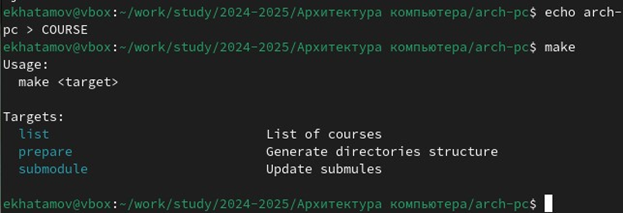 ekhatamov@vbox:~/work/study/2024-2025/Архитектура компьютера/arch-pc$ echo arch-
pc > COURSE
ekhatamov@vbox:~/work/study/2024-2025/Архитектура компьютера/arch-pc$ make
Usage:
  make <target>
Targets:
  list                           List of courses
  prepare                        Generate directories structure
  submodule                      Update submules
ekhatamov@vbox:~/work/study/2024-2025/Архитектура компьютера/arch-pc$